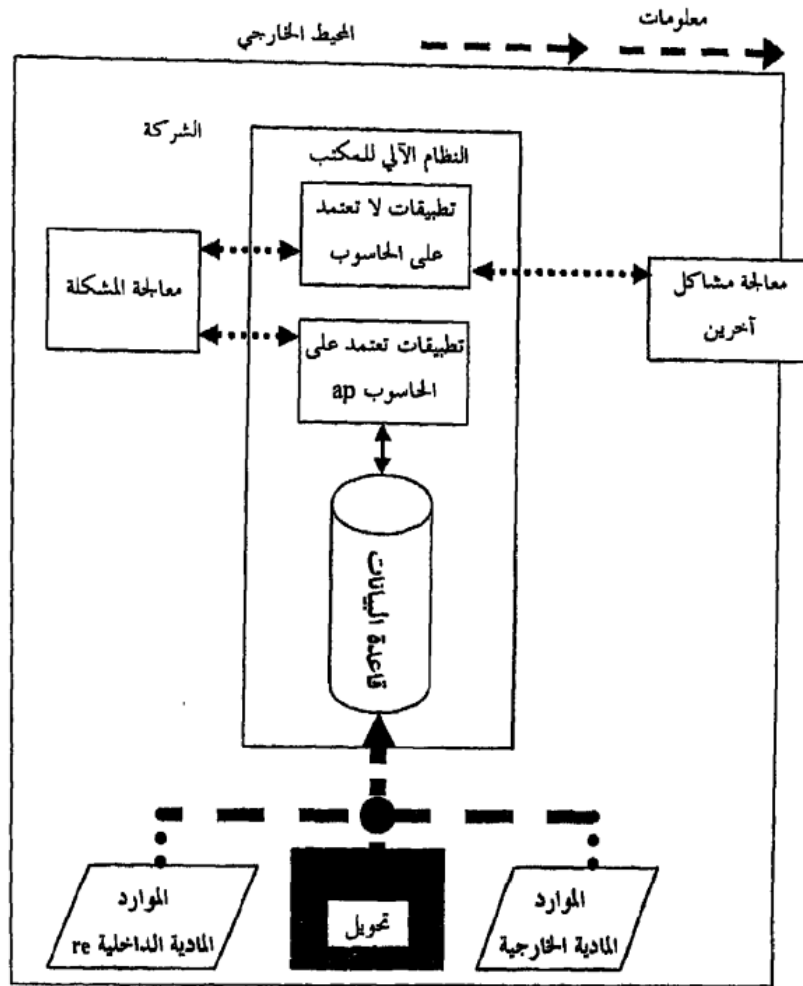 معلومات
المحيط الخارجي
الشركة
النظام الآلي للمكتب
تطبيقات لا تعتمد
على الحاسوب
معالجة المشكلة
معالجة مشاكل
آخرين
تطبيقات تعتمد على
الحاسوب ap
قاعدة البيانات
الموارد
المادية الخارجية
تحويل
الموارد
المادية الداخلية re